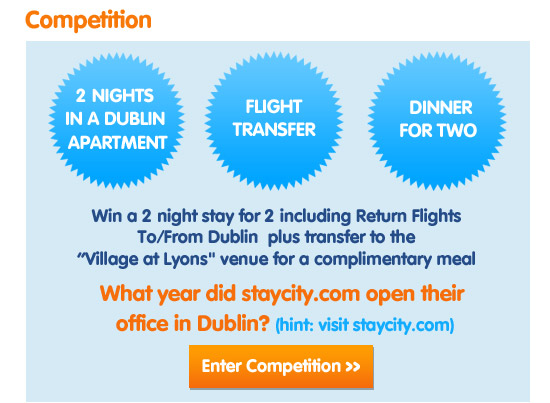 Competition
2 NIGHTS
IN A DUBLIN
APARTMENT
FLIGHT
TRANSFER
DINNER
FOR TWO
Win a 2 night stay for 2 including Return Flights
To/From Dublin plus transfer to the
“Village at Lyons" venue for a complimentary meal
What year did staycity.com open their
office in Dublin? (hint: visit staycity.com)
Enter Competition >>